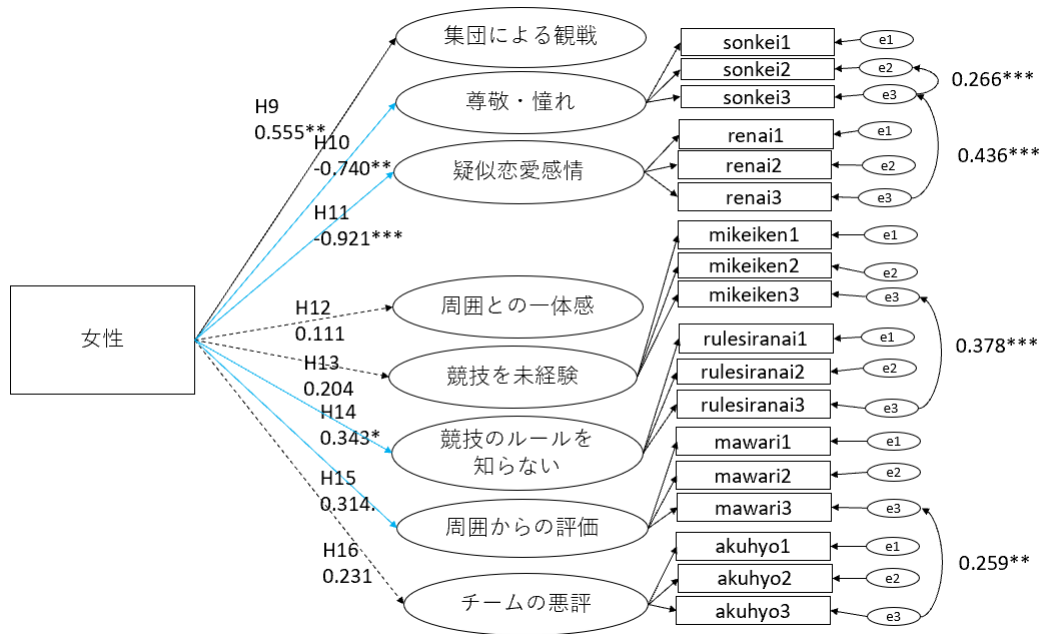 集団による観戦
尊敬・憧れ
疑似恋愛感情
周囲との一体感
競技を未経験
競技のルールを
知らない
周囲からの評価
チームの悪評
女性
H9
0.555**
H10
-0.740**
H11
-0.921***
H12
0.111
H13
0.204
H14
0.343*
H15
0.314.
H16
0.231
sonkei1
e1
sonkei2
e2
sonkei3
e3
renai1
e1
renai2
e2
renai3
e3
mikeiken1
e1
mikeiken2
e2
mikeiken3
e3
rulesiranai1
e1
rulesiranai2
e2
rulesiranai3
e3
mawari1
e1
mawari2
e2
mawari3
e3
akuhyo1
e1
akuhyo2
e2
akuhyo3
e3
0.266***
0.436***
0.378***
0.259**